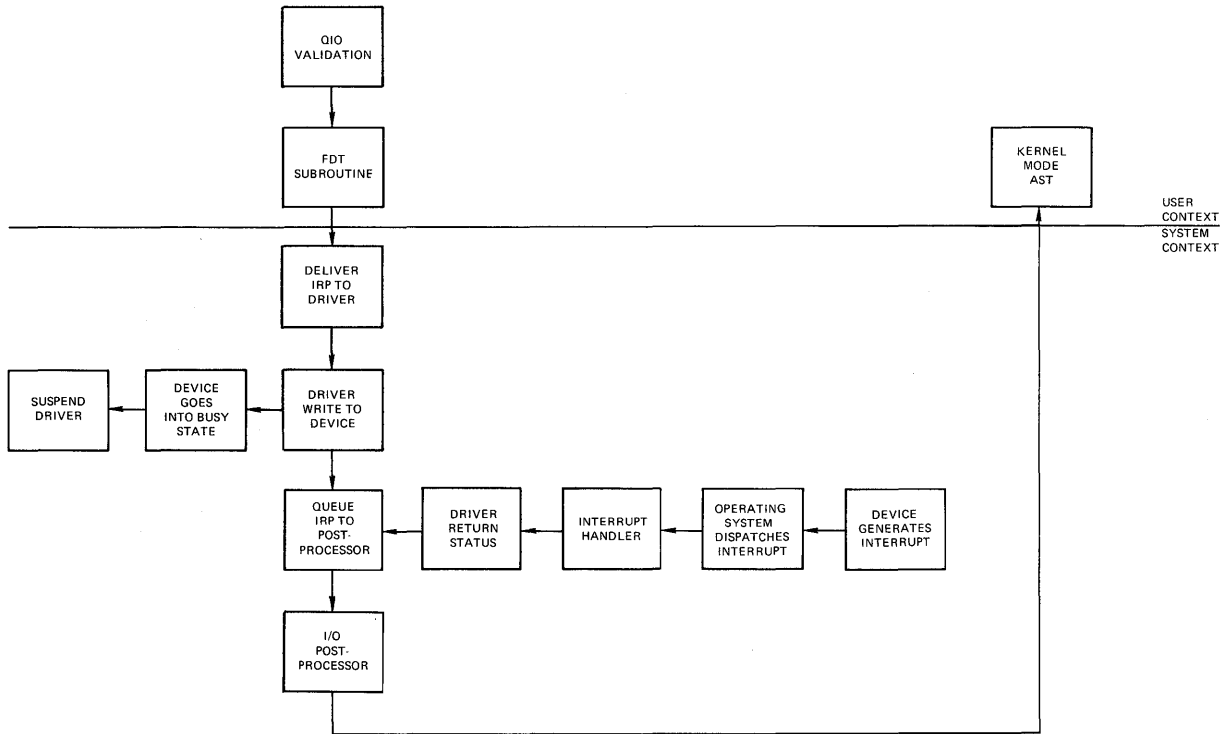 QIO
VALIDATION
FDT
SUBROUTINE
KERNEL
MODE
AST
USER
CONTEXT
SYSTEM
CONTEXT
DELIVER
IRP TO
DRIVER
SUSPEND
DRIVER
DEVICE
GOES
INTO BUSY
STATE
DRIVER
WRITE TO
DEVICE
QUEUE
IRP TO
POST-
PROCESSOR
DRIVER
RETURN
STATUS
INTERRUPT
HANDLER
OPERATING
SYSTEM
DISPATCHES
INTERRUPT
DEVICE
GENERATES
INTERRUPT
I/O
POST-
PROCESSOR